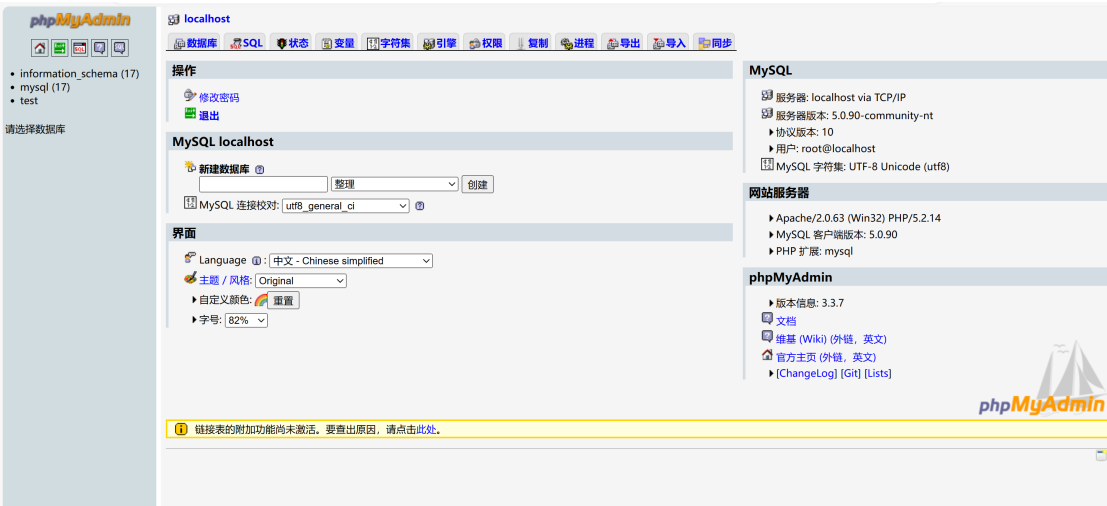 phpMyAdmin
information_schema (17)
mysql (17)
test
请选择数据库
localhost
数据库 SQL 状态 变量 字符集 引擎 权限 复制 进程 导出 导入 同步
操作
修改密码
退出
MySQL localhost
新建数据库
整理 创建
MySQL 连接校对: utf8_general_ci
界面
Language : 中文 - Chinese simplified
主题 / 风格: Original
自定义颜色: 重置
字号: 82%
MySQL
服务器: localhost via TCP/IP
服务器版本: 5.0.90-community-nt
协议版本: 10
用户: root@localhost
MySQL 字符集: UTF-8 Unicode (utf8)
网站服务器
Apache/2.0.63 (Win32) PHP/5.2.14
MySQL 客户端版本: 5.0.90
PHP 扩展: mysql
phpMyAdmin
版本信息: 3.3.7
文档
维基 (Wiki) (外链，英文)
官方主页 (外链，英文)
[ChangeLog] [Git] [Lists]
phpMyAdmin
链接表的附加功能尚未激活。要查出原因，请点击此处。